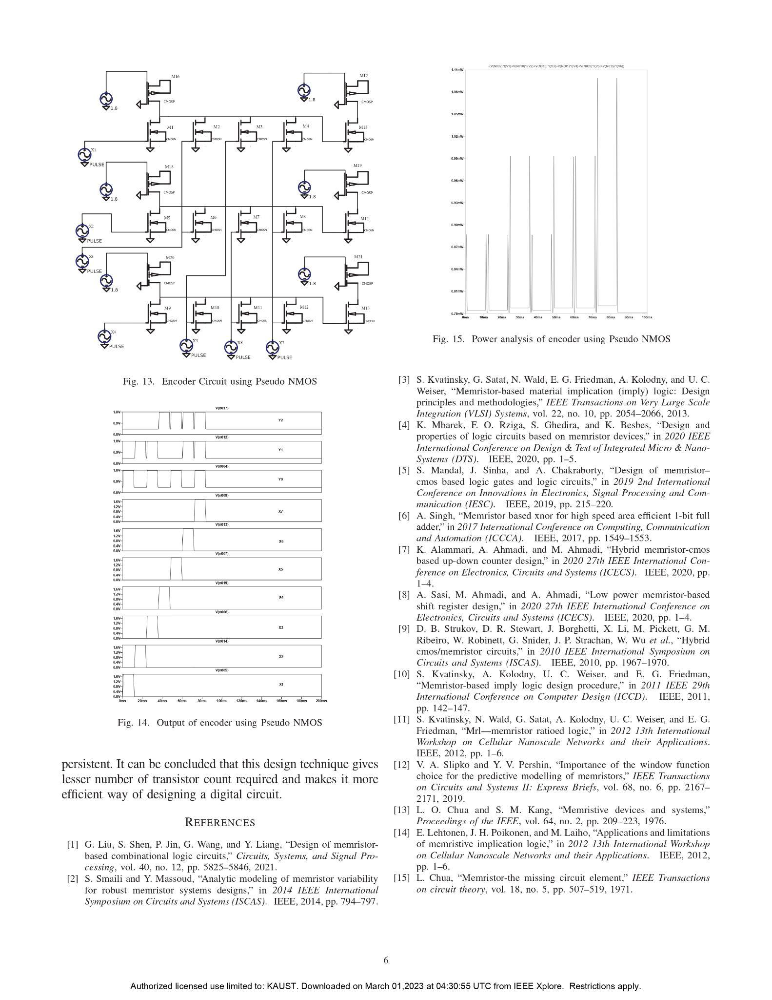 M16
M17
1.8
CMOSP
1.8
CMOSP
M1
M2
M3
M4
M13
CMOSN
CMOSN
CMOSN
CMOSN
CMOSN
X1
PULSE
M18
M19
1.8
CMOSP
1.8
CMOSP
M5
M6
M7
M8
M14
X2
CMOSN
CMOSN
CMOSN
CMOSN
CMOSN
PULSE
X3
M20
M21
PULSE
1.8
CMOSP
1.8
CMOSP
M9
M10
M11
M12
M15
CMOSN
CMOSN
CMOSN
CMOSN
CMOSN
X4
PULSE
X5
X6
X7
PULSE
PULSE
PULSE
Fig. 13. Encoder Circuit using Pseudo NMOS
V(n017)
1.8V
0.9V
0.0V
Y2
V(n012)
1.8V
0.9V
0.0V
Y1
V(n004)
1.8V
0.9V
0.0V
Y0
V(n008)
1.6V
1.2V
0.8V
0.4V
0.0V
X7
V(n013)
1.6V
1.2V
0.8V
0.4V
0.0V
X6
V(n007)
1.6V
1.2V
0.8V
0.4V
0.0V
X5
V(n019)
1.6V
1.2V
0.8V
0.4V
0.0V
X4
V(n006)
1.6V
1.2V
0.8V
0.4V
0.0V
X3
V(n014)
1.6V
1.2V
0.8V
0.4V
0.0V
X2
V(n005)
1.6V
1.2V
0.8V
0.4V
0.0V
X1
0ms 20ms 40ms 60ms 80ms 100ms 120ms 140ms 160ms 180ms 200ms
Fig. 14. Output of encoder using Pseudo NMOS
persistent. It can be concluded that this design technique gives
lesser number of transistor count required and makes it more
efficient way of designing a digital circuit.
REFERENCES
[1] G. Liu, S. Shen, P. Jin, G. Wang, and Y. Liang, “Design of memristor-
based combinational logic circuits,” Circuits, Systems, and Signal Pro-
cessing, vol. 40, no. 12, pp. 5825–5846, 2021.
[2] S. Smaili and Y. Massoud, “Analytic modeling of memristor variability
for robust memristor systems designs,” in 2014 IEEE International
Symposium on Circuits and Systems (ISCAS). IEEE, 2014, pp. 794–797.
-(V(N002)*I(V1)+V(N010)*I(V2)+V(N016)*I(V3)+V(N001)*I(V4)+V(N009)*I(V5)+V(N015)*I(V6))
1.11mW
1.08mW
1.05mW
1.02mW
0.99mW
0.96mW
0.93mW
0.90mW
0.87mW
0.84mW
0.81mW
0.78mW
0ms 10ms 20ms 30ms 40ms 50ms 60ms 70ms 80ms 90ms 100ms
Fig. 15. Power analysis of encoder using Pseudo NMOS
[3] S. Kvatinsky, G. Satat, N. Wald, E. G. Friedman, A. Kolodny, and U. C.
Weiser, “Memristor-based material implication (imply) logic: Design
principles and methodologies,” IEEE Transactions on Very Large Scale
Integration (VLSI) Systems, vol. 22, no. 10, pp. 2054–2066, 2013.
[4] K. Mbarek, F. O. Rziga, S. Ghedira, and K. Besbes, “Design and
properties of logic circuits based on memristor devices,” in 2020 IEEE
International Conference on Design & Test of Integrated Micro & Nano-
Systems (DTS). IEEE, 2020, pp. 1–5.
[5] S. Mandal, J. Sinha, and A. Chakraborty, “Design of memristor–
cmos based logic gates and logic circuits,” in 2019 2nd International
Conference on Innovations in Electronics, Signal Processing and Com-
munication (IESC). IEEE, 2019, pp. 215–220.
[6] A. Singh, “Memristor based xnor for high speed area efficient 1-bit full
adder,” in 2017 International Conference on Computing, Communication
and Automation (ICCCA). IEEE, 2017, pp. 1549–1553.
[7] K. Alammari, A. Ahmadi, and M. Ahmadi, “Hybrid memristor-cmos
based up-down counter design,” in 2020 27th IEEE International Con-
ference on Electronics, Circuits and Systems (ICECS). IEEE, 2020, pp.
1–4.
[8] A. Sasi, M. Ahmadi, and A. Ahmadi, “Low power memristor-based
shift register design,” in 2020 27th IEEE International Conference on
Electronics, Circuits and Systems (ICECS). IEEE, 2020, pp. 1–4.
[9] D. B. Strukov, D. R. Stewart, J. Borghetti, X. Li, M. Pickett, G. M.
Ribeiro, W. Robinett, G. Snider, J. P. Strachan, W. Wu et al., “Hybrid
cmos/memristor circuits,” in 2010 IEEE International Symposium on
Circuits and Systems (ISCAS). IEEE, 2010, pp. 1967–1970.
[10] S. Kvatinsky, A. Kolodny, U. C. Weiser, and E. G. Friedman,
“Memristor-based imply logic design procedure,” in 2011 IEEE 29th
International Conference on Computer Design (ICCD). IEEE, 2011,
pp. 142–147.
[11] S. Kvatinsky, N. Wald, G. Satat, A. Kolodny, U. C. Weiser, and E. G.
Friedman, “Mrl—memristor ratioed logic,” in 2012 13th International
Workshop on Cellular Nanoscale Networks and their Applications.
IEEE, 2012, pp. 1–6.
[12] V. A. Slipko and Y. V. Pershin, “Importance of the window function
choice for the predictive modelling of memristors,” IEEE Transactions
on Circuits and Systems II: Express Briefs, vol. 68, no. 6, pp. 2167–
2171, 2019.
[13] L. O. Chua and S. M. Kang, “Memristive devices and systems,”
Proceedings of the IEEE, vol. 64, no. 2, pp. 209–223, 1976.
[14] E. Lehtonen, J. H. Poikonen, and M. Laiho, “Applications and limitations
of memristive implication logic,” in 2012 13th International Workshop
on Cellular Nanoscale Networks and their Applications. IEEE, 2012,
pp. 1–6.
[15] L. Chua, “Memristor-the missing circuit element,” IEEE Transactions
on circuit theory, vol. 18, no. 5, pp. 507–519, 1971.
6
Authorized licensed use limited to: KAUST. Downloaded on March 01,2023 at 04:30:55 UTC from IEEE Xplore. Restrictions apply.